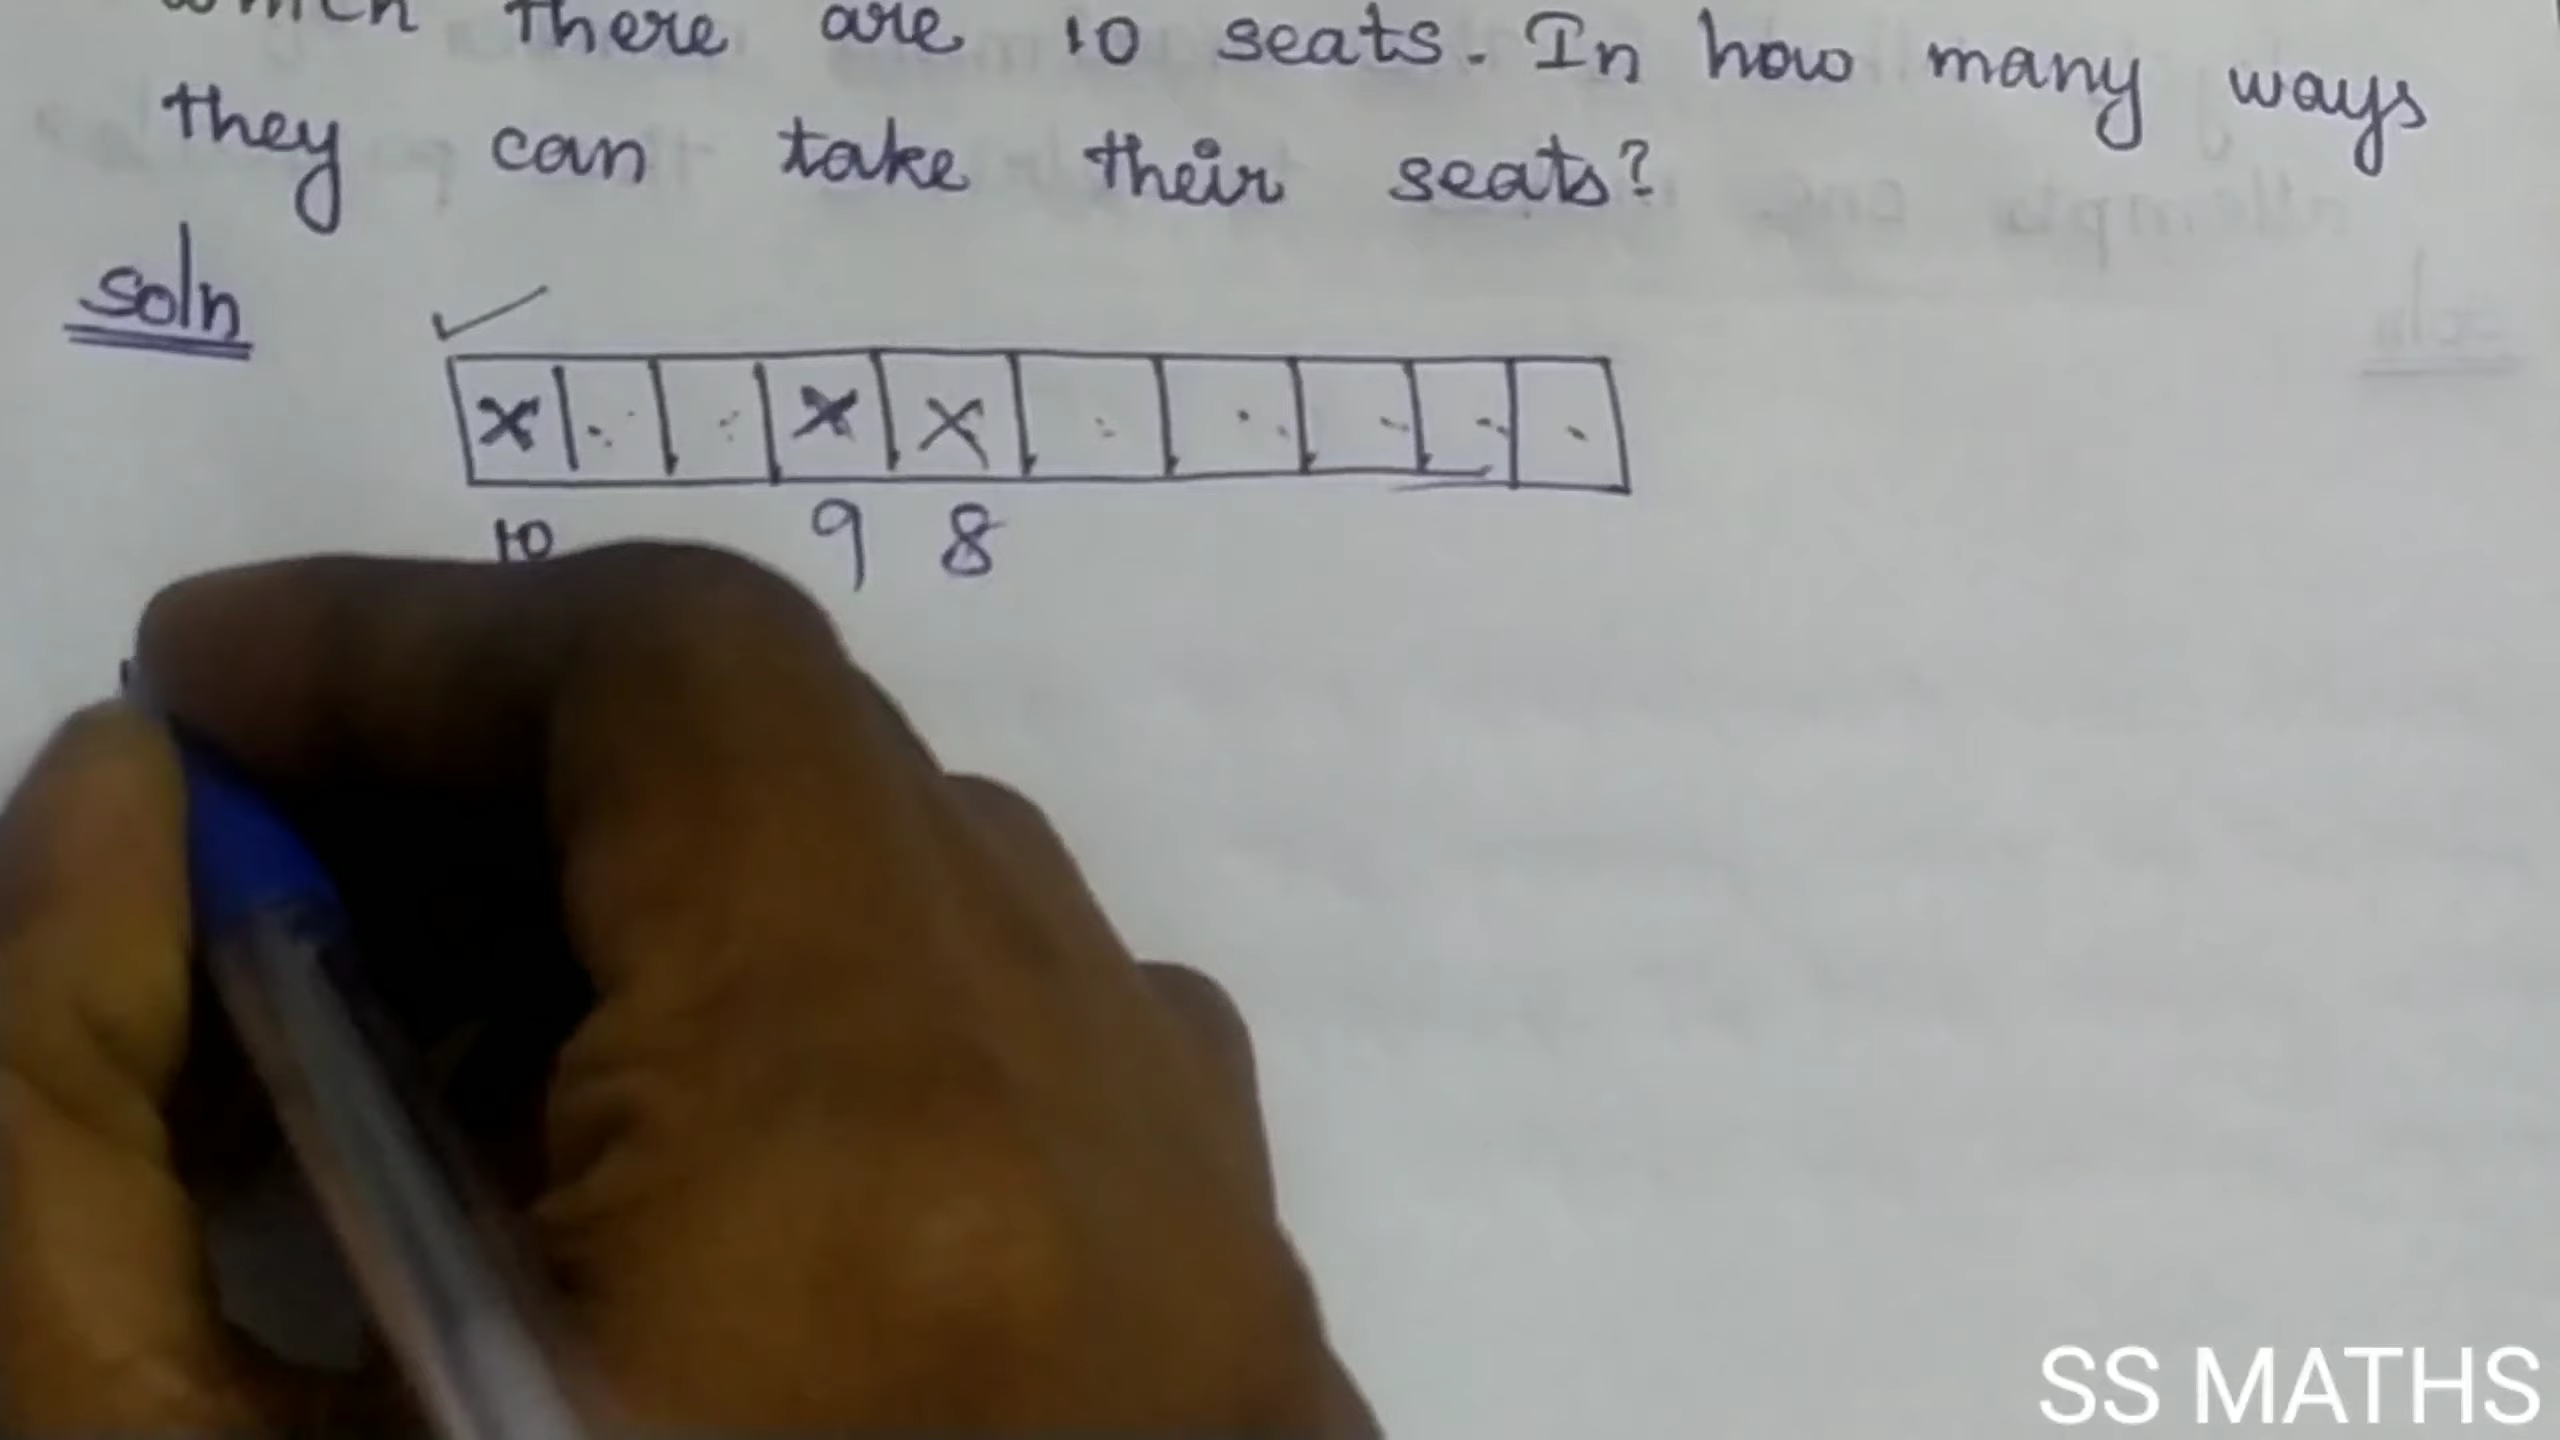 which there are 10 seats. In how many ways
they can take their seats?
soln
x x x
10 9 8
SS MATHS